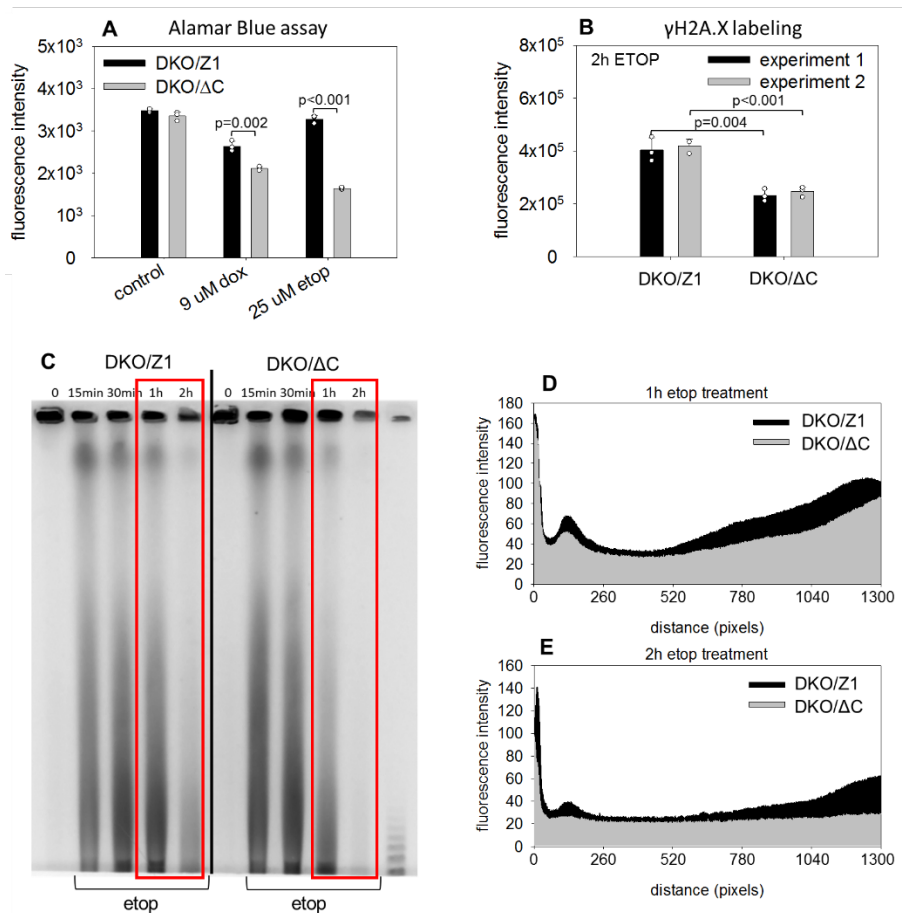 A Alamar Blue assay
fluorescence intensity
5x10³
4x10³
3x10³
2x10³
1x10³
0
DKO/Z1
DKO/ΔC
p=0.002
p<0.001
control
9 uM dox
25 uM etop
B γH2A.X labeling
fluorescence intensity
8x10⁵
6x10⁵
4x10⁵
2x10⁵
0
2h ETOP
experiment 1
experiment 2
p<0.001
p=0.004
DKO/Z1 DKO/ΔC
C DKO/Z1 DKO/ΔC
0 15min 30min 1h 2h 0 15min 30min 1h 2h
etop etop
D
1h etop treatment
fluorescence intensity
180
160
140
120
100
80
60
40
20
0
DKO/Z1
DKO/ΔC
0 260 520 780 1040 1300
distance (pixels)
E 2h etop treatment
fluorescence intensity
160
140
120
100
80
60
40
20
0
DKO/Z1
DKO/ΔC
0 260 520 780 1040 1300
distance (pixels)